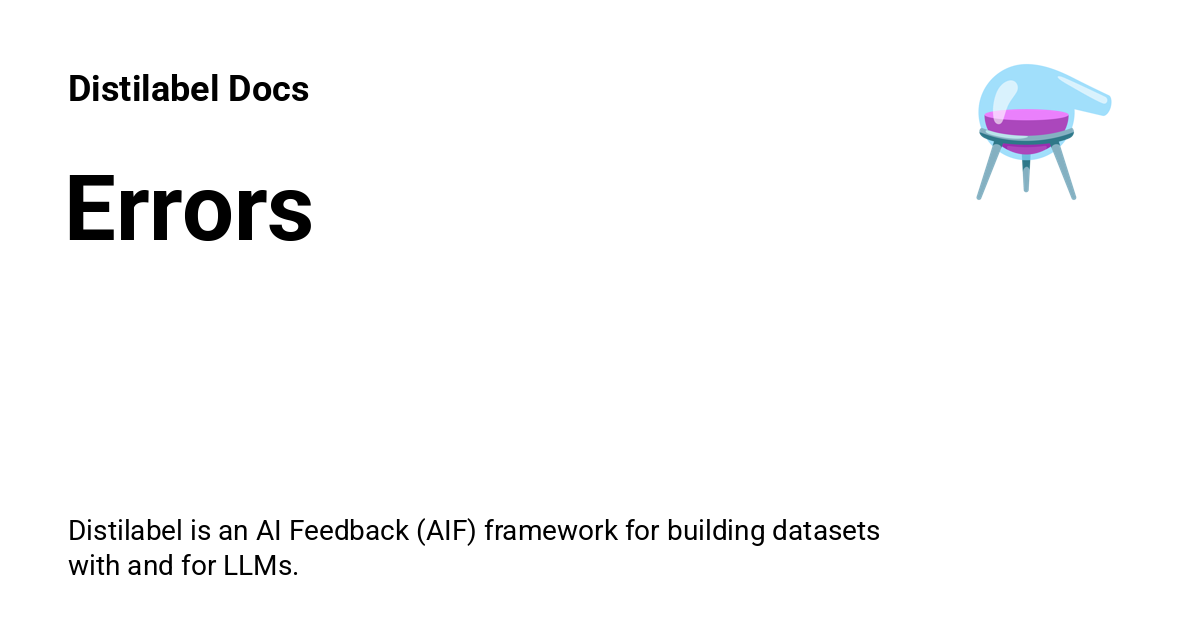 Distilabel Docs
Errors
Distilabel is an AI Feedback (AIF) framework for building datasets
with and for LLMs.